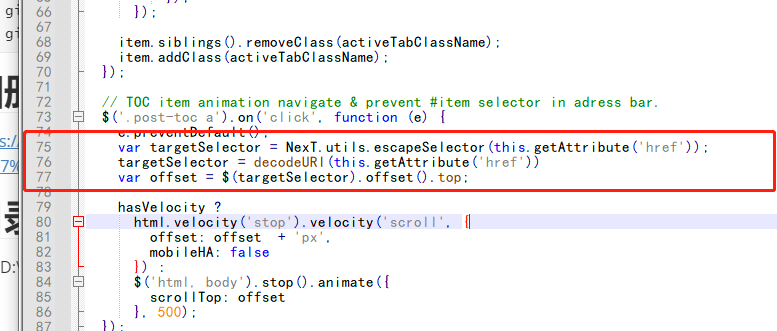 gi
66 });
gi
67
68 item.siblings().removeClass(activeTabClassName);
69 item.addClass(activeTabClassName);
70 });
71
72 // TOC item animation navigate & prevent #item selector in adress bar.
73 $('.post-toc a').on('click', function (e) {
74 e.preventDefault();
75 var targetSelector = NexT.utils.escapeSelector(this.getAttribute('href'));
76 targetSelector = decodeURI(this.getAttribute('href'))
77 var offset = $(targetSelector).offset().top;
78
79 hasVelocity ?
80 html.velocity('stop').velocity('scroll', {
81 offset: offset + 'px',
82 mobileHA: false
83 }) :
84 $('html, body').stop().animate({
85 scrollTop: offset
86 }, 500);
87 });
s://
7%
D:\